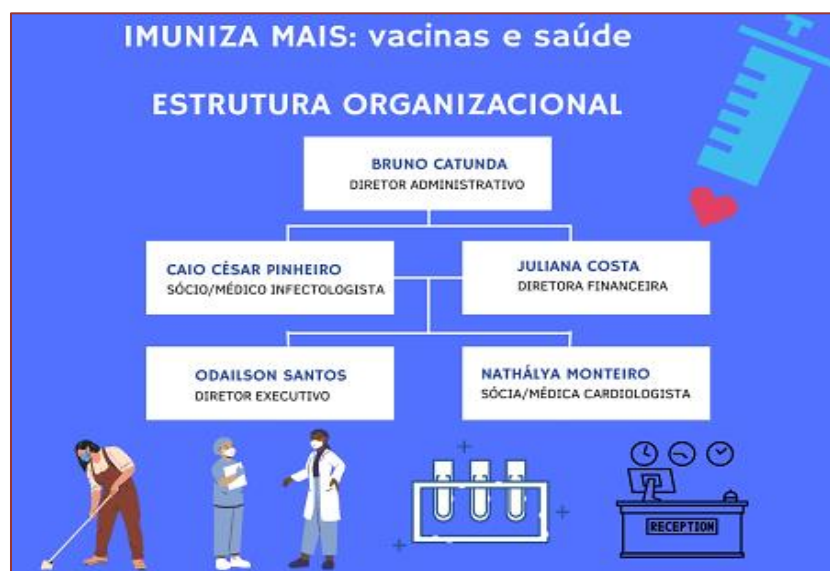 IMUNIZA MAIS: vacinas e saúde
ESTRUTURA ORGANIZACIONAL
BRUNO CATUNDA
DIRETOR ADMINISTRATIVO
CAIO CÉSAR PINHEIRO
SÓCIO/MÉDICO INFECTOLOGISTA
JULIANA COSTA
DIRETORA FINANCEIRA
ODAILSON SANTOS
DIRETOR EXECUTIVO
NATHÁLYA MONTEIRO
SÓCIA/MÉDICA CARDIOLOGISTA
RECEPTION